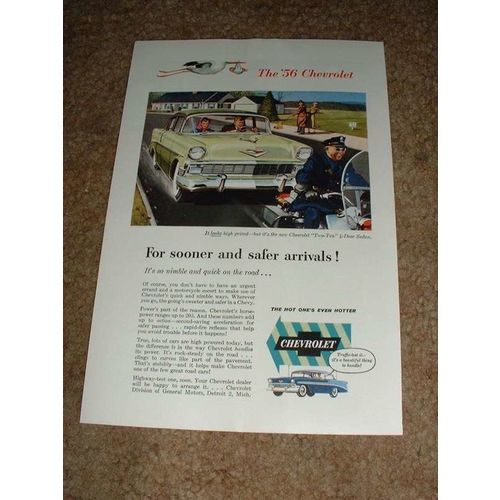 The '56 Chevrolet
It looks high priced—but it's the new Chevrolet "Two-Ten" 4-Door Sedan.
For sooner and safer arrivals!
It's so nimble and quick on the road...
Of course, you don't have to have an urgent
errand and a motorcycle escort to make use of
Chevrolet's quick and nimble ways. Wherever
you go, the going's sweeter and safer in a Chevy.
Power's part of the reason. Chevrolet's horse-
power ranges up to 205. And these numbers add
up to action—second-saving acceleration for
safer passing . . . rapid-fire reflexes that help
you avoid trouble before it happens!
True, lots of cars are high powered today, but
the difference is in the way Chevrolet handles
its power. It's rock-steady on the road . . .
clings to curves like part of the pavement.
That's stability—and it helps make Chevrolet
one of the few great road cars!
Highway-test one, soon. Your Chevrolet dealer
will be happy to arrange it. . . . Chevrolet
Division of General Motors, Detroit 2, Mich.
THE HOT ONE'S EVEN HOTTER
CHEVROLET
Traffic-test it—
it's a beautiful thing
to handle!